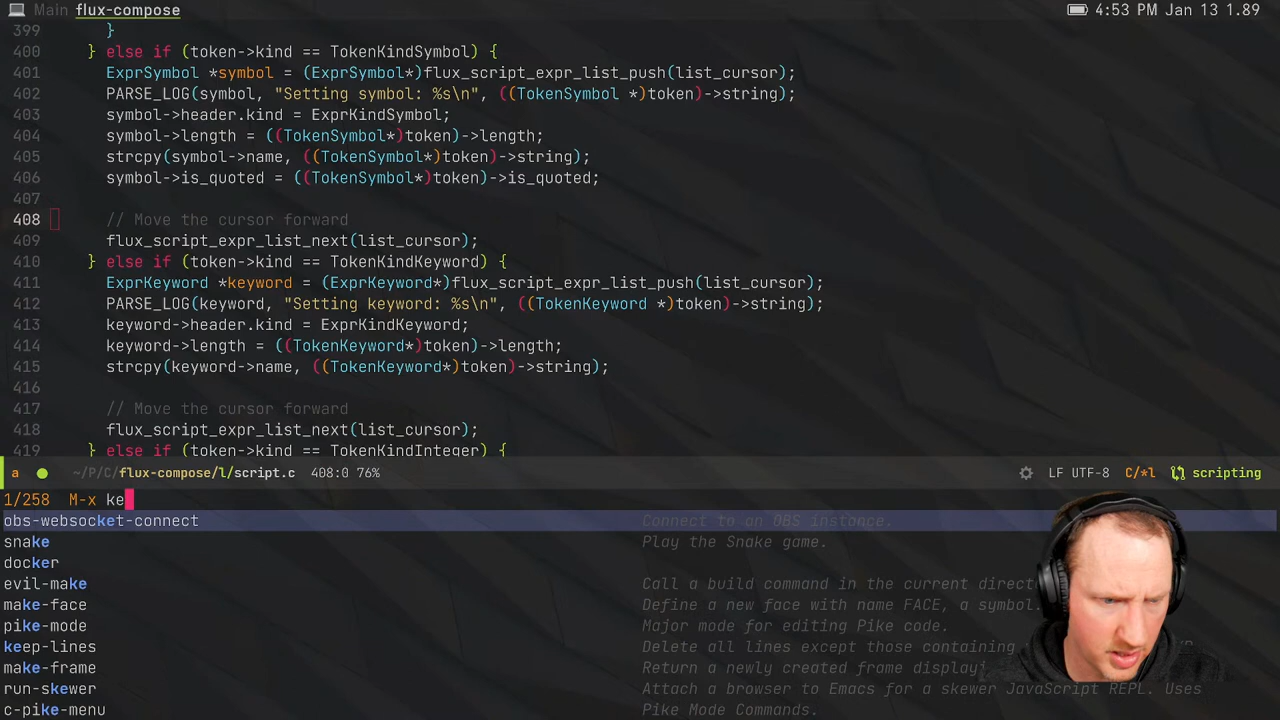 Main flux-compose 4:53 PM Jan 13 1.89
399 }
400 } else if (token->kind == TokenKindSymbol) {
401 ExprSymbol *symbol = (ExprSymbol*)flux_script_expr_list_push(list_cursor);
402 PARSE_LOG(symbol, "Setting symbol: %s\n", ((TokenSymbol *)token)->string);
403 symbol->header.kind = ExprKindSymbol;
404 symbol->length = ((TokenSymbol*)token)->length;
405 strcpy(symbol->name, ((TokenSymbol*)token)->string);
406 symbol->is_quoted = ((TokenSymbol*)token)->is_quoted;
407
408 // Move the cursor forward
409 flux_script_expr_list_next(list_cursor);
410 } else if (token->kind == TokenKindKeyword) {
411 ExprKeyword *keyword = (ExprKeyword*)flux_script_expr_list_push(list_cursor);
412 PARSE_LOG(keyword, "Setting keyword: %s\n", ((TokenKeyword *)token)->string);
413 keyword->header.kind = ExprKindKeyword;
414 keyword->length = ((TokenKeyword*)token)->length;
415 strcpy(keyword->name, ((TokenKeyword*)token)->string);
416
417 // Move the cursor forward
418 flux_script_expr_list_next(list_cursor);
419 } else if (token->kind == TokenKindInteger) {
a ~/P/C/flux-compose/l/script.c 408:0 76% LF UTF-8 C/*l scripting
1/258 M-x ke
obs-websocket-connect Connect to an OBS instance.
snake Play the Snake game.
docker
evil-make Call a build command in the current
make-face Define a new face with name FACE, a symbol.
pike-mode Major mode for editing Pike code.
keep-lines Delete all lines except those containing
make-frame Return a newly created frame
run-skewer Attach a browser to Emacs for a skewer JavaScript REPL. Uses
c-pike-menu Pike Mode Commands.